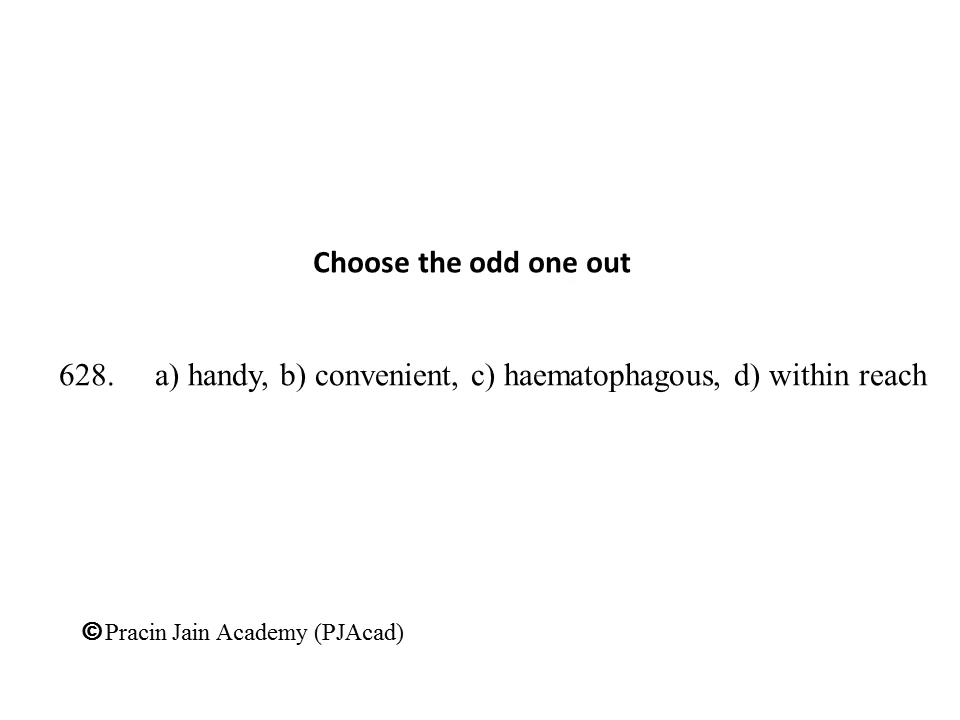 Choose the odd one out
628. a) handy, b) convenient, c) haematophagous, d) within reach
©Pracin Jain Academy (PJAcad)